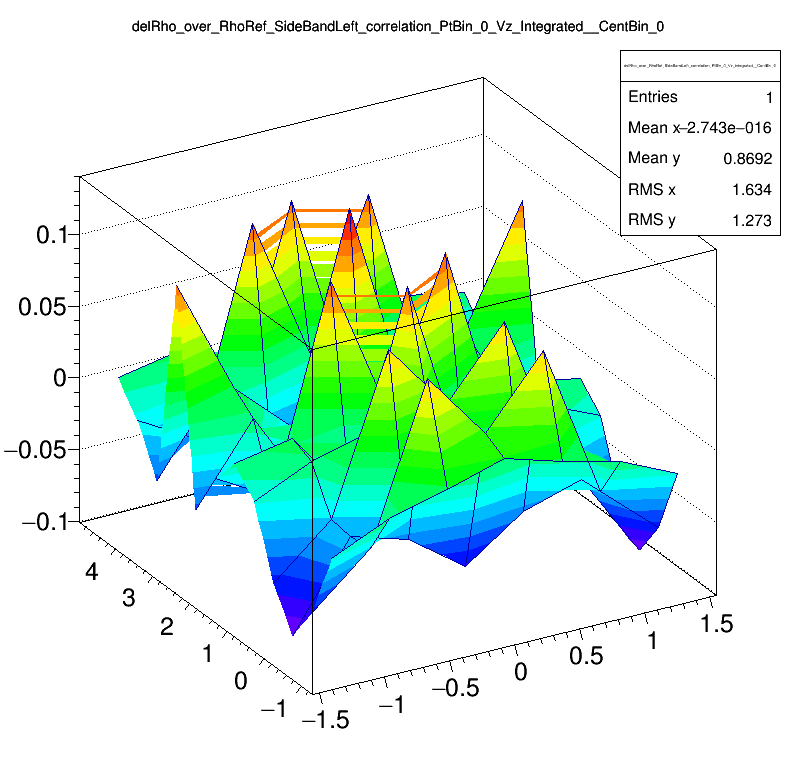 delRho_over_RhoRef_SideBandLeft_correlation_PtBin_0_Vz_Integrated__CentBin_0
delRho_over_RhoRef_SideBandLeft_correlation_PtBin_0_Vz_Integrated__CentBin_0
Entries 1
Mean x −2.743e−016
Mean y 0.8692
RMS x 1.634
RMS y 1.273
0.1
0.05
0
−0.05
−0.1
4
3
2
1
0
−1
−1.5
−1
−0.5
0
0.5
1
1.5